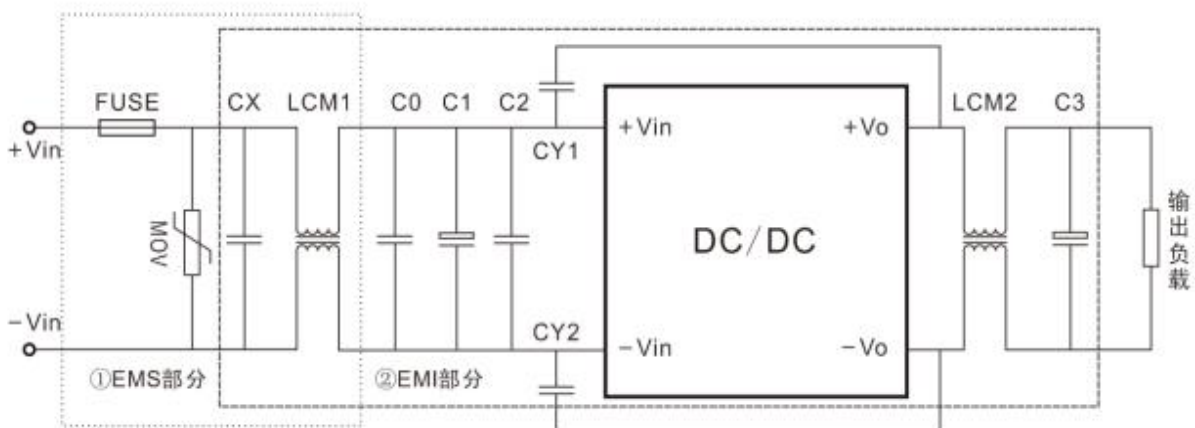 FUSE
CX
LCM1
C0
C1
C2
CY1
+Vin
+Vin
+Vo
LCM2
C3
MOV
DC/DC
输出负载
-Vin
CY2
-Vin
-Vo
①EMS部分
②EMI部分